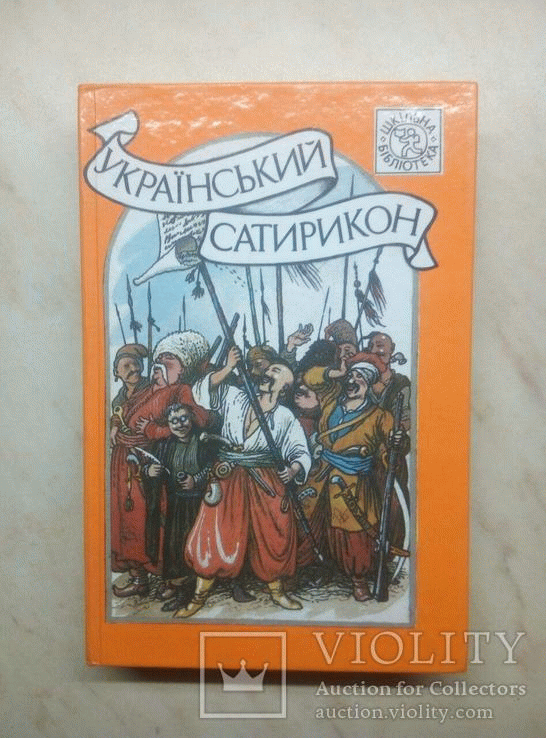 ШКІЛЬНА
БІБЛІОТЕКА
УКРАЇНСЬКИЙ
САТИРИКОН
VIOLITY
Auction for Collectors
auction.violity.com